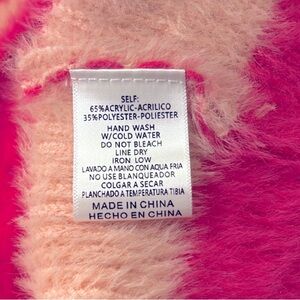 SELF:
65%ACRYLIC-ACRILICO
35%POLYESTER-POLIESTER
HAND WASH
W/COLD WATER
DO NOT BLEACH
LINE DRY
IRON LOW
LAVADO A MANO CON AQUA FRIA
NO USE BLANQUEADOR
COLGAR A SECAR
PLANCHADO A TEMPERATURA TIBIA
MADE IN CHINA
HECHO EN CHINA